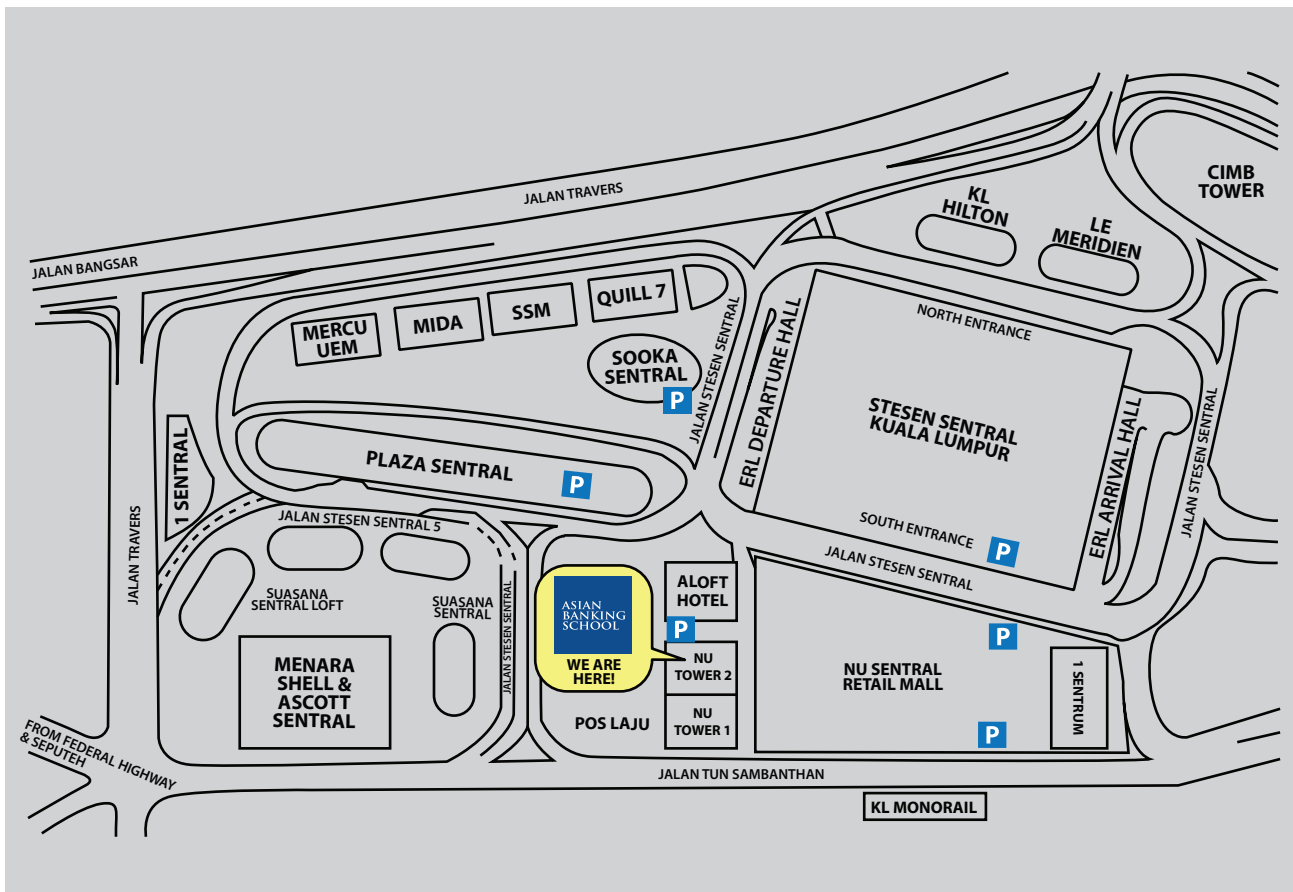 CIMB
TOWER
KL
HILTON
LE
MERIDIEN
JALAN TRAVERS
JALAN BANGSAR
MERCU
UEM
MIDA
SSM
QUILL 7
SOOKA
SENTRAL
P
JALAN STESEN SENTRAL
ERL DEPARTURE HALL
NORTH ENTRANCE
STESEN SENTRAL
KUALA LUMPUR
SOUTH ENTRANCE
P
ERL ARRIVAL HALL
JALAN STESEN SENTRAL
1 SENTRAL
PLAZA SENTRAL
P
JALAN STESEN SENTRAL 5
JALAN TRAVERS
SUASANA
SENTRAL LOFT
SUASANA
SENTRAL
JALAN STESEN SENTRAL
MENARA
SHELL &
ASCOTT
SENTRAL
ASIAN
BANKING
SCHOOL
WE ARE
HERE!
ALOFT
HOTEL
P
NU
TOWER 2
NU
TOWER 1
POS LAJU
JALAN STESEN SENTRAL
P
NU SENTRAL
RETAIL MALL
P
1 SENTRUM
FROM FEDERAL HIGHWAY
& SEPUTEH
JALAN TUN SAMBANTHAN
KL MONORAIL